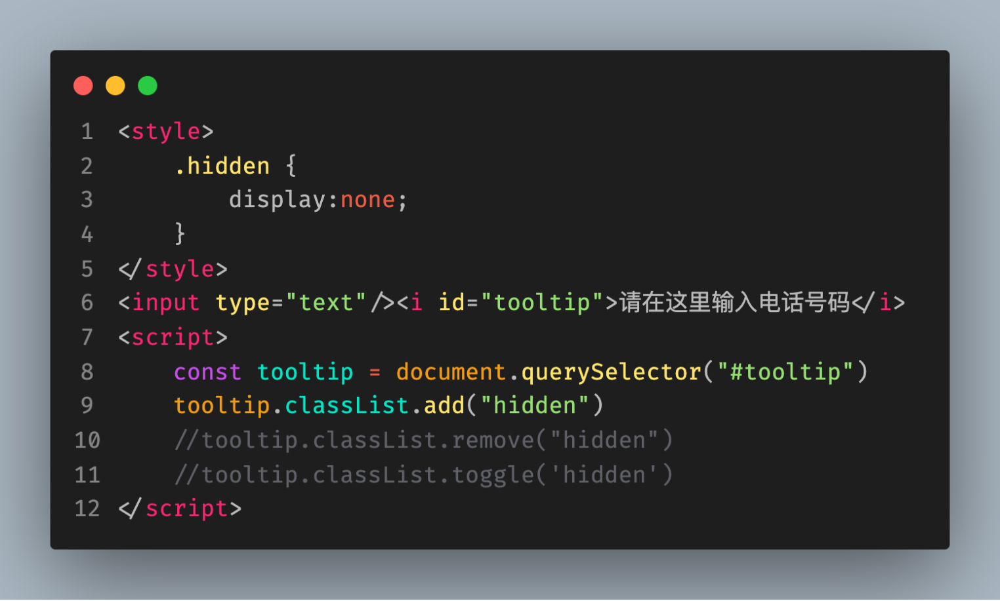 1 <style>
2     .hidden {
3         display:none;
4     }
5 </style>
6 <input type="text"/><i id="tooltip">请在这里输入电话号码</i>
7 <script>
8     const tooltip = document.querySelector("#tooltip")
9     tooltip.classList.add("hidden")
10     //tooltip.classList.remove("hidden")
11     //tooltip.classList.toggle('hidden')
12 </script>